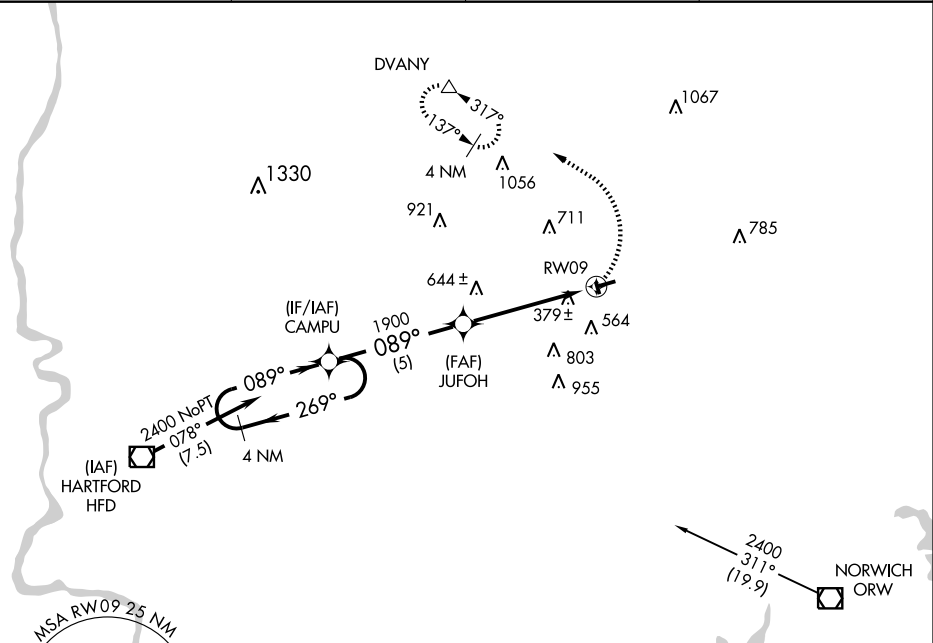 DVANY
317°
137°
4 NM
1067
1056
1330
921
711
785
RW09
644 ±
379 ±
564
803
955
(IF/IAF)
CAMPU
1900
089°
(5)
(FAF)
JUFOH
089°
269°
2400 NoPT
078°
(7.5)
4 NM
(IAF)
HARTFORD
HFD
2400
311°
(19.9)
NORWICH
ORW
MSA RW09 25 NM